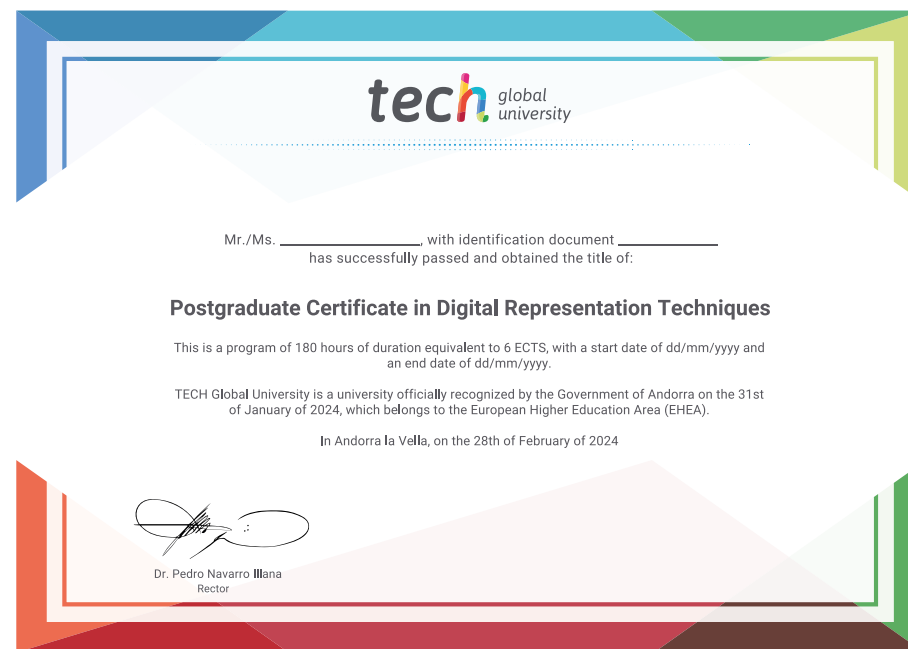 tech global
university
Mr./Ms. ____________________, with identification document ______________
has successfully passed and obtained the title of:
Postgraduate Certificate in Digital Representation Techniques
This is a program of 180 hours of duration equivalent to 6 ECTS, with a start date of dd/mm/yyyy and
an end date of dd/mm/yyyy.
TECH Global University is a university officially recognized by the Government of Andorra on the 31st
of January of 2024, which belongs to the European Higher Education Area (EHEA).
In Andorra la Vella, on the 28th of February of 2024
Dr. Pedro Navarro Illana
Rector